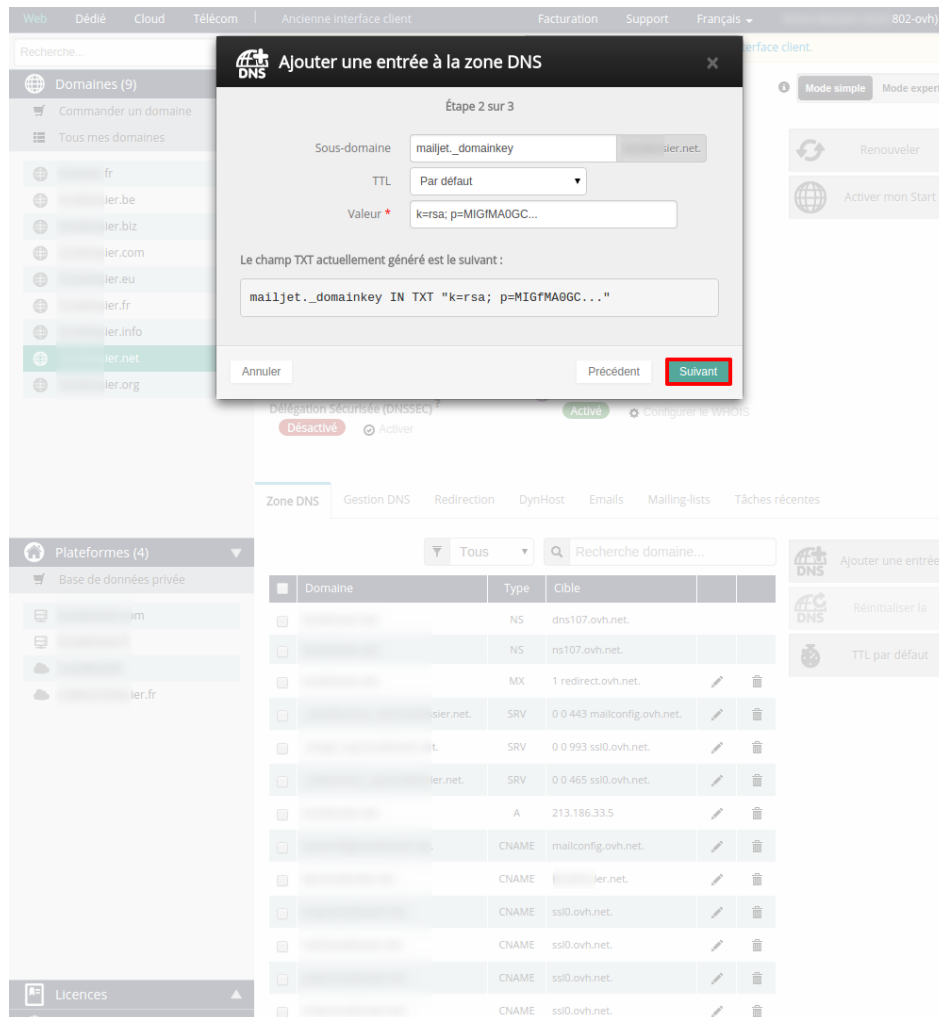 Web Dédié Cloud Télécom Ancienne interface client Facturation Support Français 802-ovh)
Recherche...
erface client.
DNS Ajouter une entrée à la zone DNS ×
Étape 2 sur 3
Sous-domaine mailjet._domainkey sier.net.
TTL Par défaut
Valeur * k=rsa; p=MIGfMA0GC...
Le champ TXT actuellement généré est le suivant :
mailjet._domainkey IN TXT "k=rsa; p=MIGfMA0GC..."
Annuler Précédent Suivant
Domaines (9)
Commander un domaine
Tous mes domaines
fr
ier.be
ier.biz
ier.com
ier.eu
ier.fr
ier.info
ier.net
ier.org
Mode simple Mode exper
Renouveler
Activer mon Start
Délégation Sécurisée (DNSSEC) ?
Désactivé Activer
Activé Configurer le WHOIS
Zone DNS Gestion DNS Redirection DynHost Emails Mailing-lists Tâches récentes
Plateformes (4)
Base de données privée
om
ier.fr
Tous Recherche domaine...
DNS Ajouter une entrée
DNS Réinitialiser la
TTL par défaut
Domaine Type Cible
NS dns107.ovh.net.
NS ns107.ovh.net.
MX 1 redirect.ovh.net.
sier.net. SRV 0 0 443 mailconfig.ovh.net.
t. SRV 0 0 993 ssl0.ovh.net.
ier.net. SRV 0 0 465 ssl0.ovh.net.
A 213.186.33.5
CNAME mailconfig.ovh.net.
CNAME ier.net.
CNAME ssl0.ovh.net.
CNAME ssl0.ovh.net.
CNAME ssl0.ovh.net.
CNAME ssl0.ovh.net.
Licences